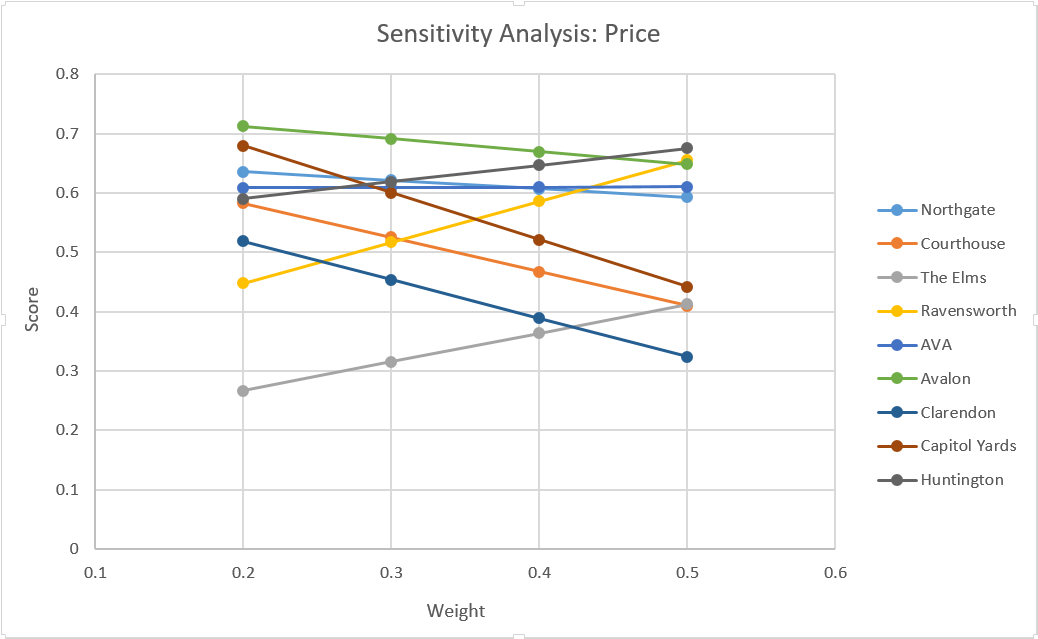 Sensitivity Analysis: Price
0.8
0.7
0.6
0.5
0.4
0.3
0.2
0.1
0
Score
0.1 0.2 0.3 0.4 0.5 0.6
Weight
Northgate
Courthouse
The Elms
Ravensworth
AVA
Avalon
Clarendon
Capitol Yards
Huntington